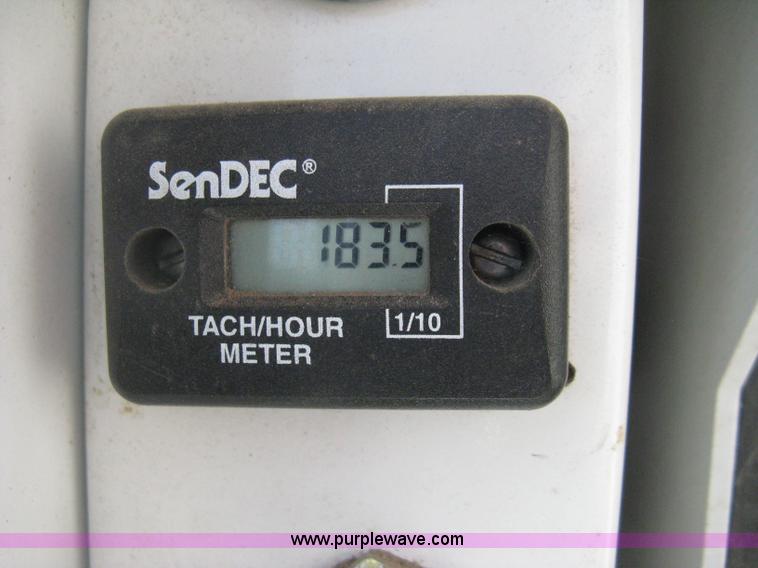 SenDEC®
183.5
TACH/HOUR
METER
1/10
www.purplewave.com